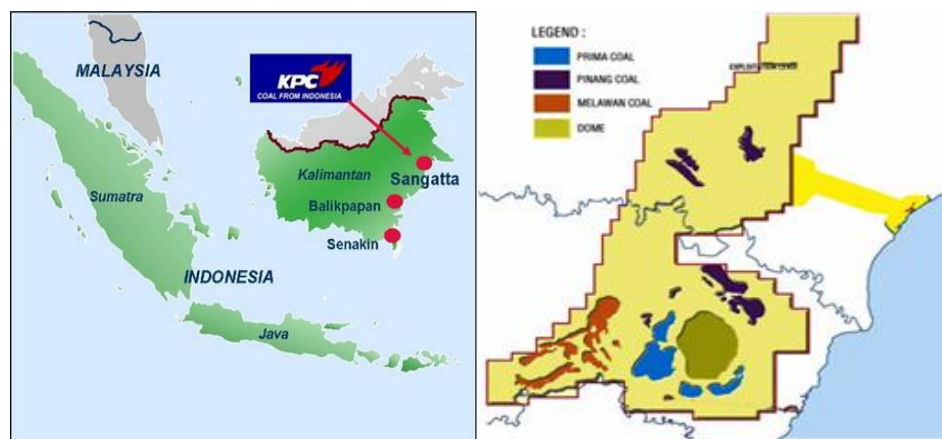 MALAYSIA
KPC
COAL FROM INDONESIA
Kalimantan
Sangatta
Sumatra
Balikpapan
Senakin
INDONESIA
Java
LEGEND :
PRIMA COAL
PINANG COAL
MELAWAN COAL
DOME